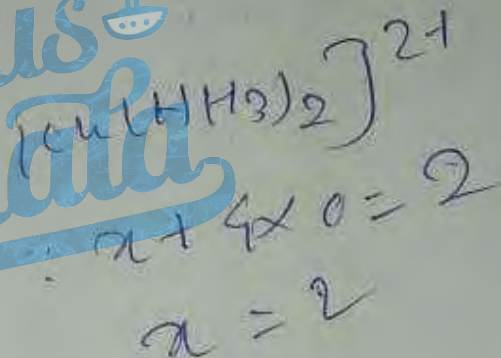 [Cu(NH3)2]2+
∴ x + 4 × 0 = 2
x = 2